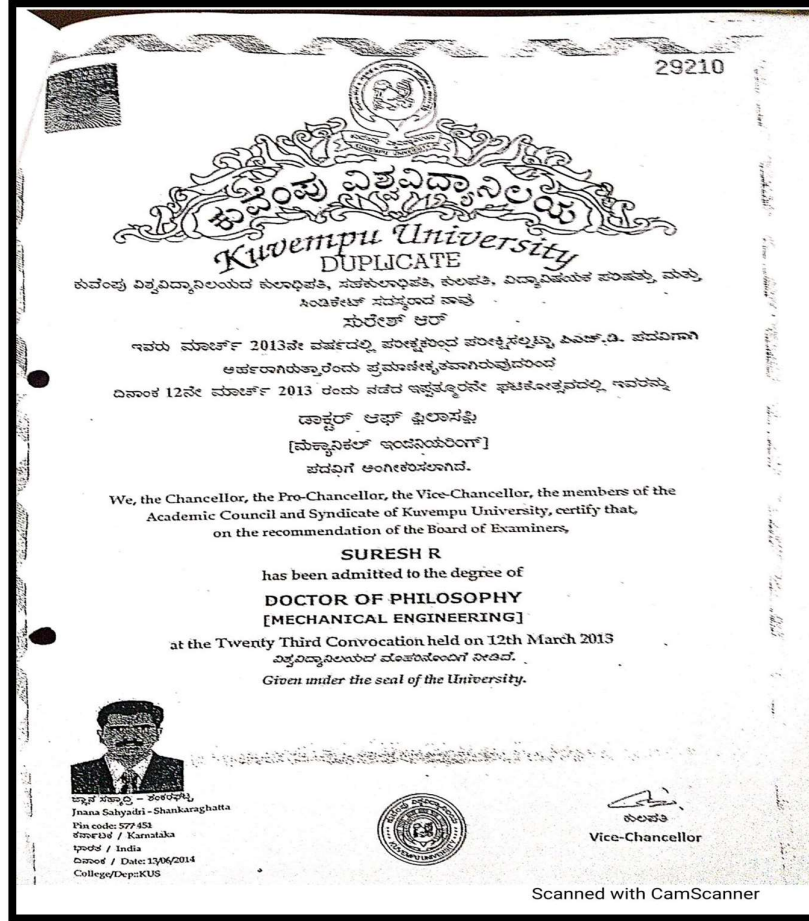 29210
ಕುವೆಂಪು ವಿಶ್ವವಿದ್ಯಾನಿಲಯ
KUVEMPU UNIVERSITY
ಕುವೆಂಪು ವಿಶ್ವವಿದ್ಯಾನಿಲಯ
Kuvempu University
DUPLICATE
ಕುವೆಂಪು ವಿಶ್ವವಿದ್ಯಾನಿಲಯದ ಕುಲಾಧಿಪತಿ, ಸಹಕುಲಾಧಿಪತಿ, ಕುಲಪತಿ, ವಿದ್ಯಾವಿಷಯಕ ಪರಿಷತ್ತು ಮತ್ತು
ಸಿಂಡಿಕೇಟ್ ಸದಸ್ಯರಾದ ನಾವು
ಸುರೇಶ್ ಆರ್
ಇವರು ಮಾರ್ಚ್ 2013ನೇ ವರ್ಷದಲ್ಲಿ ಪರೀಕ್ಷಕರಿಂದ ಪರೀಕ್ಷಿಸಲ್ಪಟ್ಟು ಪಿಎಚ್.ಡಿ. ಪದವಿಗಾಗಿ
ಅರ್ಹರಾಗಿರುತ್ತಾರೆಂದು ಪ್ರಮಾಣೀಕೃತವಾಗಿರುವುದರಿಂದ
ದಿನಾಂಕ 12ನೇ ಮಾರ್ಚ್ 2013 ರಂದು ನಡೆದ ಇಪ್ಪತ್ಮೂರನೇ ಘಟಿಕೋತ್ಸವದಲ್ಲಿ ಇವರನ್ನು
ಡಾಕ್ಟರ್ ಆಫ್ ಫಿಲಾಸಫಿ
[ಮೆಕ್ಯಾನಿಕಲ್ ಇಂಜಿನಿಯರಿಂಗ್]
ಪದವಿಗೆ ಅಂಗೀಕರಿಸಲಾಗಿದೆ.
We, the Chancellor, the Pro-Chancellor, the Vice-Chancellor, the members of the
Academic Council and Syndicate of Kuvempu University, certify that,
on the recommendation of the Board of Examiners,
SURESH R
has been admitted to the degree of
DOCTOR OF PHILOSOPHY
[MECHANICAL ENGINEERING]
at the Twenty Third Convocation held on 12th March 2013
ವಿಶ್ವವಿದ್ಯಾನಿಲಯದ ಮೊಹರಿನೊಂದಿಗೆ ನೀಡಿದೆ.
Given under the seal of the University.
ಜ್ಞಾನ ಸಹ್ಯಾದ್ರಿ – ಶಂಕರಘಟ್ಟ
Jnana Sahyadri - Shankaraghatta
Pin code: 577 451
ಕರ್ನಾಟಕ / Karnataka
ಭಾರತ / India
ದಿನಾಂಕ / Date: 13/06/2014
College/Dep::KUS
ಕುಲಪತಿ
Vice-Chancellor
Scanned with CamScanner